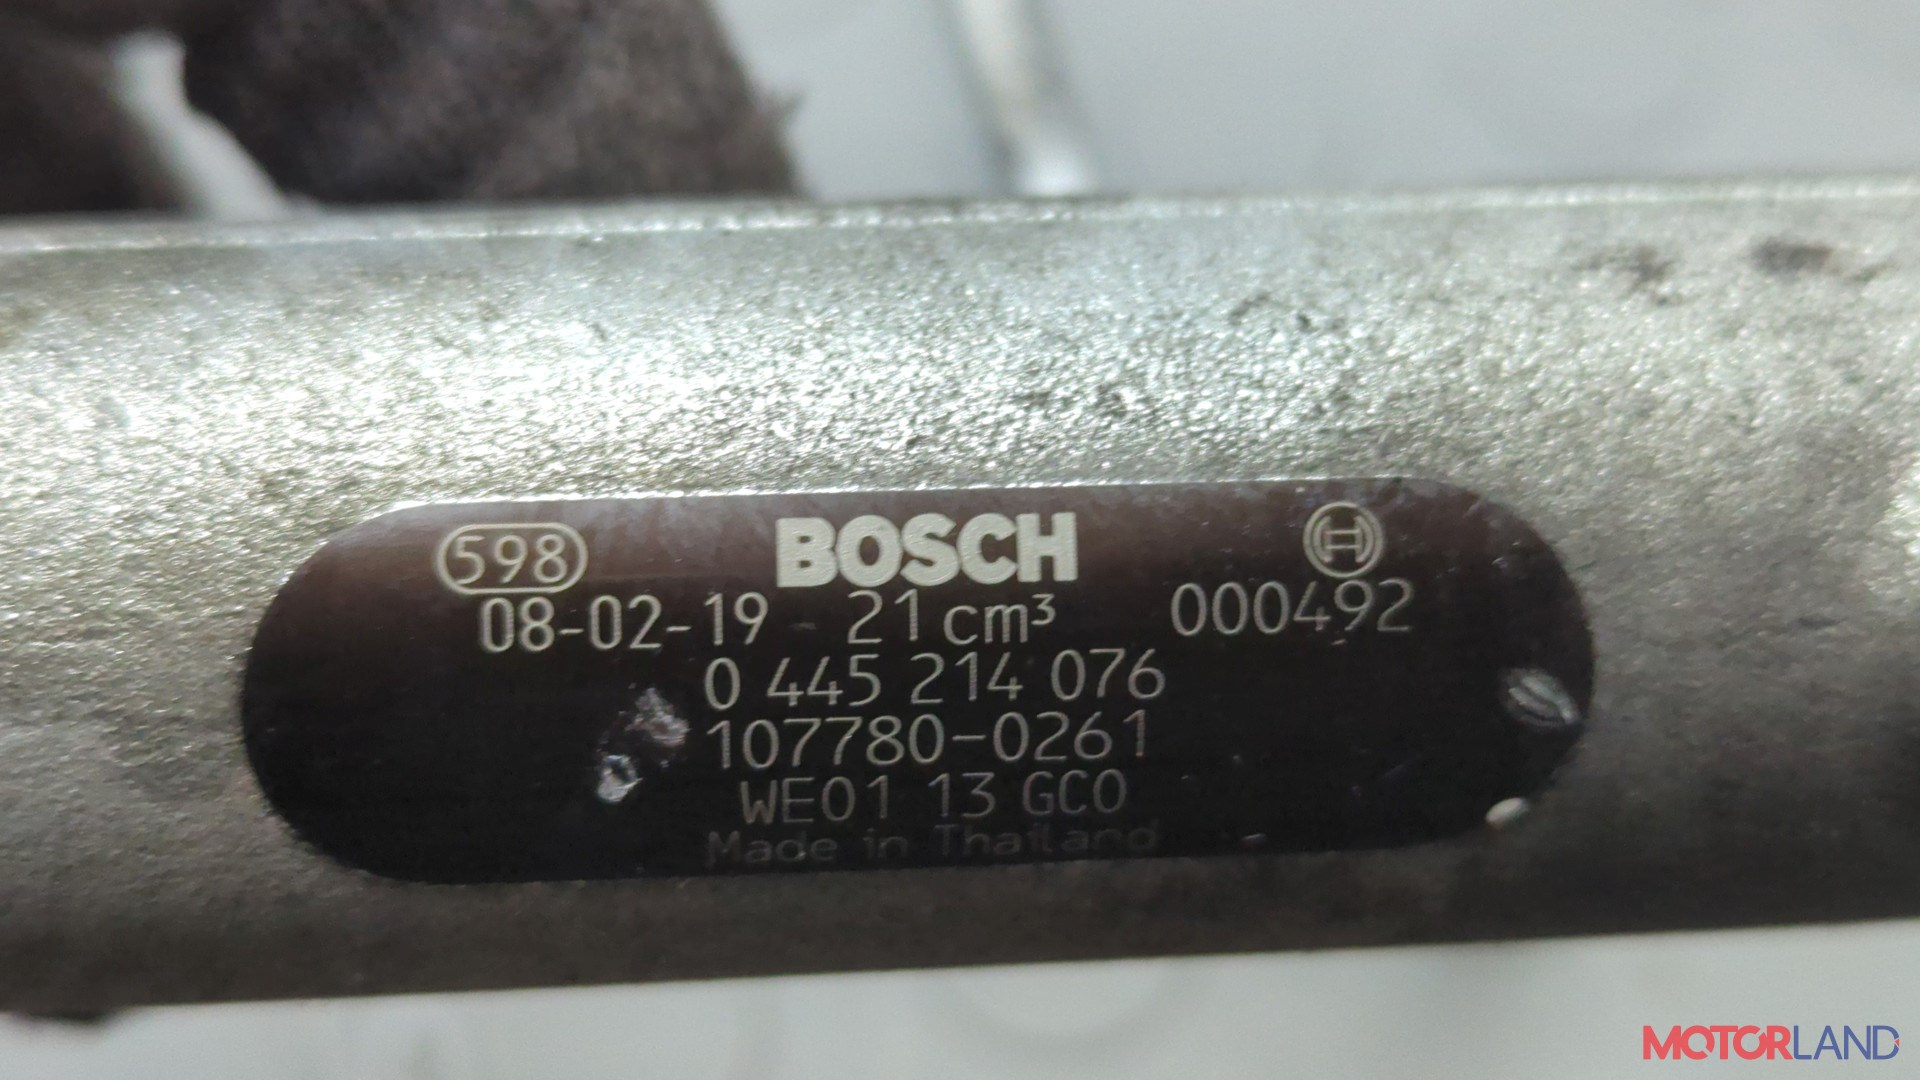 598 BOSCH
08-02-19 21 cm³ 000492
0 445 214 076
107780-0261
WE01 13 GC0
Made in Thailand
MOTORLAND